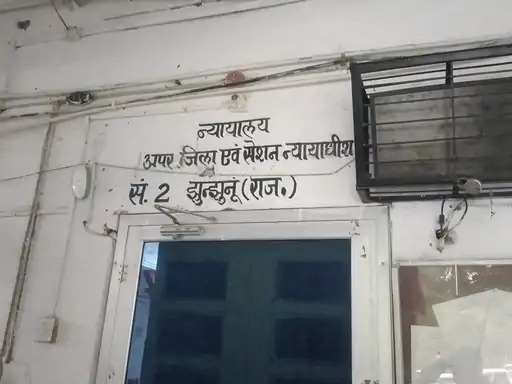 न्यायालय
अपर जिला एवं सेशन न्यायाधीश
सं. 2 झुन्झुनूं (राज.)